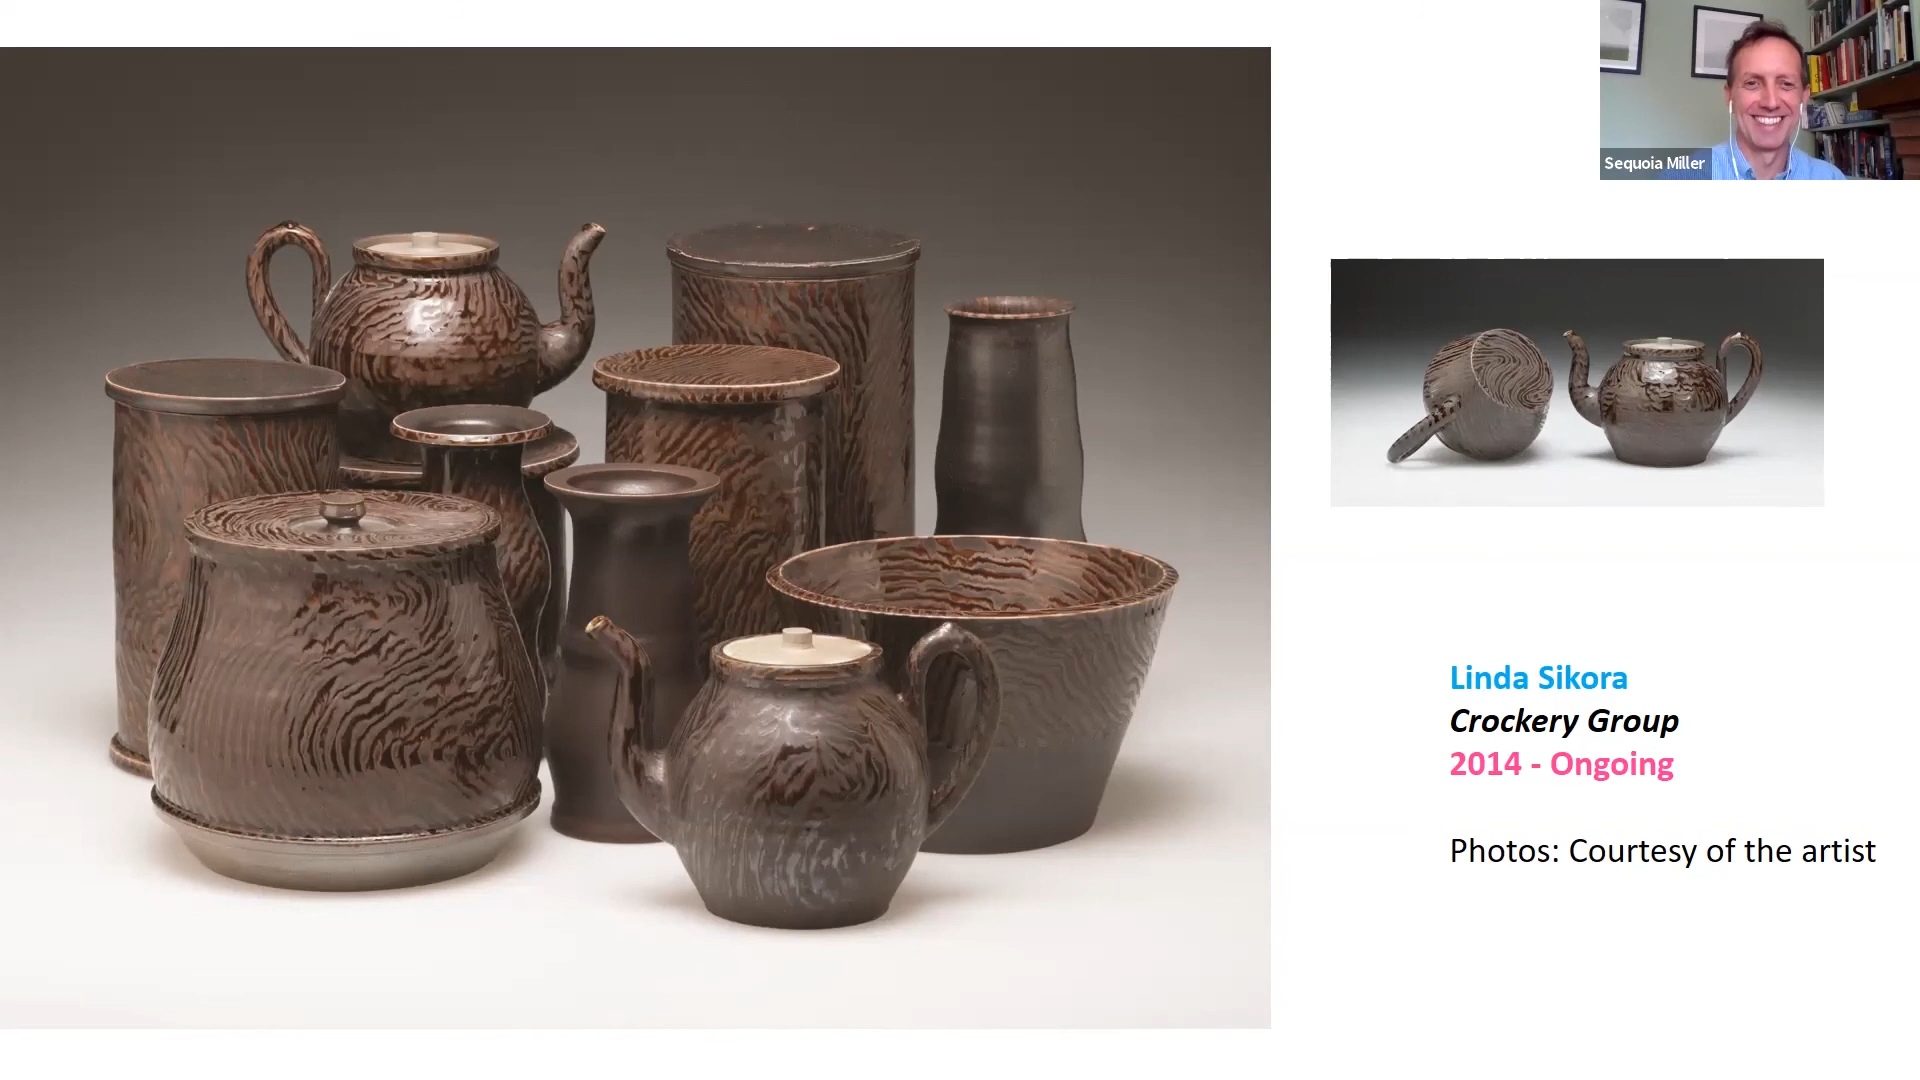 Sequoia Miller
Linda Sikora
Crockery Group
2014 - Ongoing
Photos: Courtesy of the artist